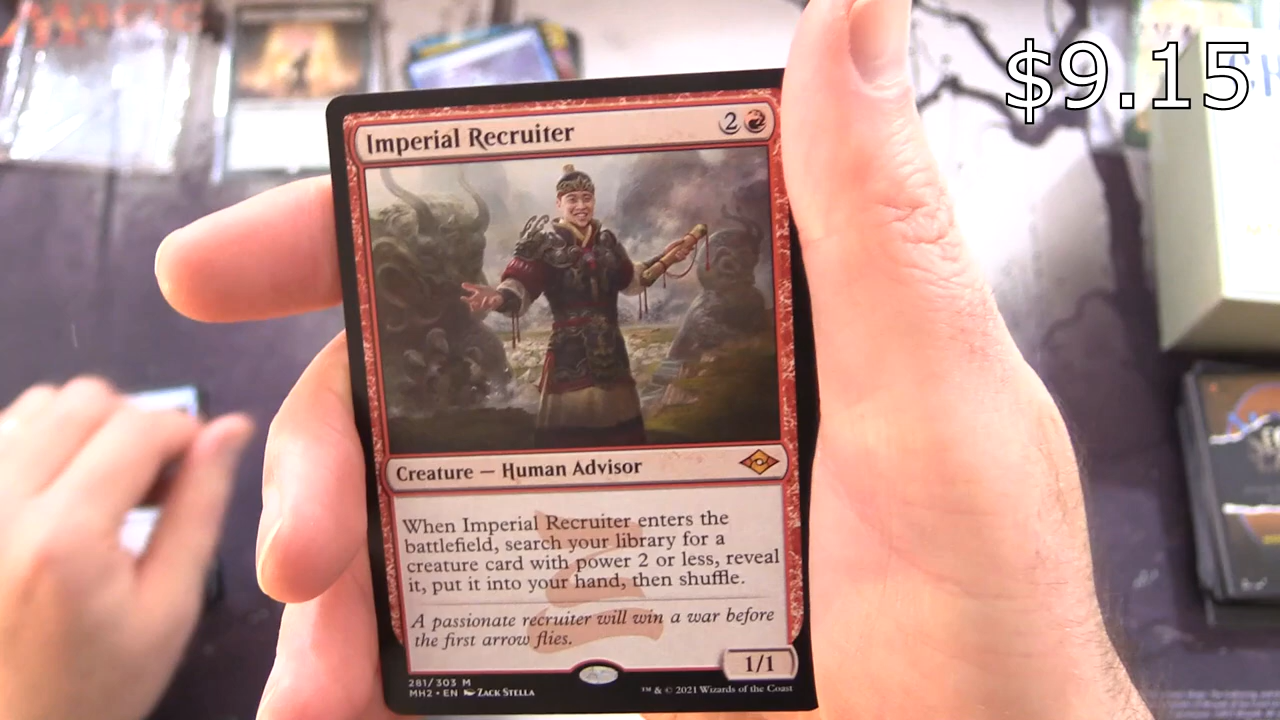 $9.15
Imperial Recruiter
2
Creature — Human Advisor
When Imperial Recruiter enters the
battlefield, search your library for a
creature card with power 2 or less, reveal
it, put it into your hand, then shuffle.
A passionate recruiter will win a war before
the first arrow flies.
1/1
281/303 M
MH2 • EN Zack Stella
™ & © 2021 Wizards of the Coast